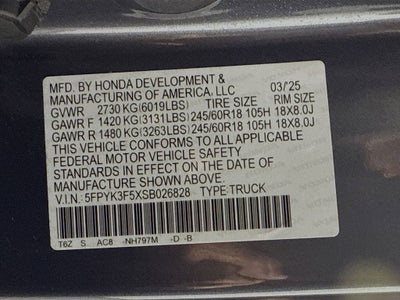 MFD. BY HONDA DEVELOPMENT &
MANUFACTURING OF AMERICA, LLC 03/'25
GVWR 2730 KG(6019LBS) TIRE SIZE RIM SIZE
GAWR F 1420 KG(3131LBS) 245/60R18 105H 18X8.0J
GAWR R 1480 KG(3263LBS) 245/60R18 105H 18X8.0J
THIS VEHICLE CONFORMS TO ALL APPLICABLE
FEDERAL MOTOR VEHICLE SAFETY
STANDARDS IN EFFECT ON THE DATE OF
MANUFACTURE SHOWN ABOVE.
V.I.N.: 5FPYK3F5XSB026828 TYPE:TRUCK
T6Z S AC8 -NH797M -D -B